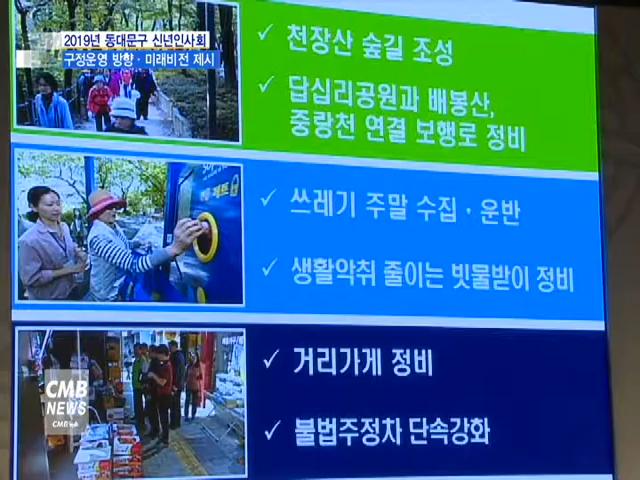 2019년 동대문구 신년인사회
구정운영 방향·미래비전 제시
✓ 천장산 숲길 조성
✓ 답십리공원과 배봉산,
중랑천 연결 보행로 정비
✓ 쓰레기 주말 수집·운반
✓ 생활악취 줄이는 빗물받이 정비
✓ 거리가게 정비
✓ 불법주정차 단속강화
CMB
NEWS
CMB